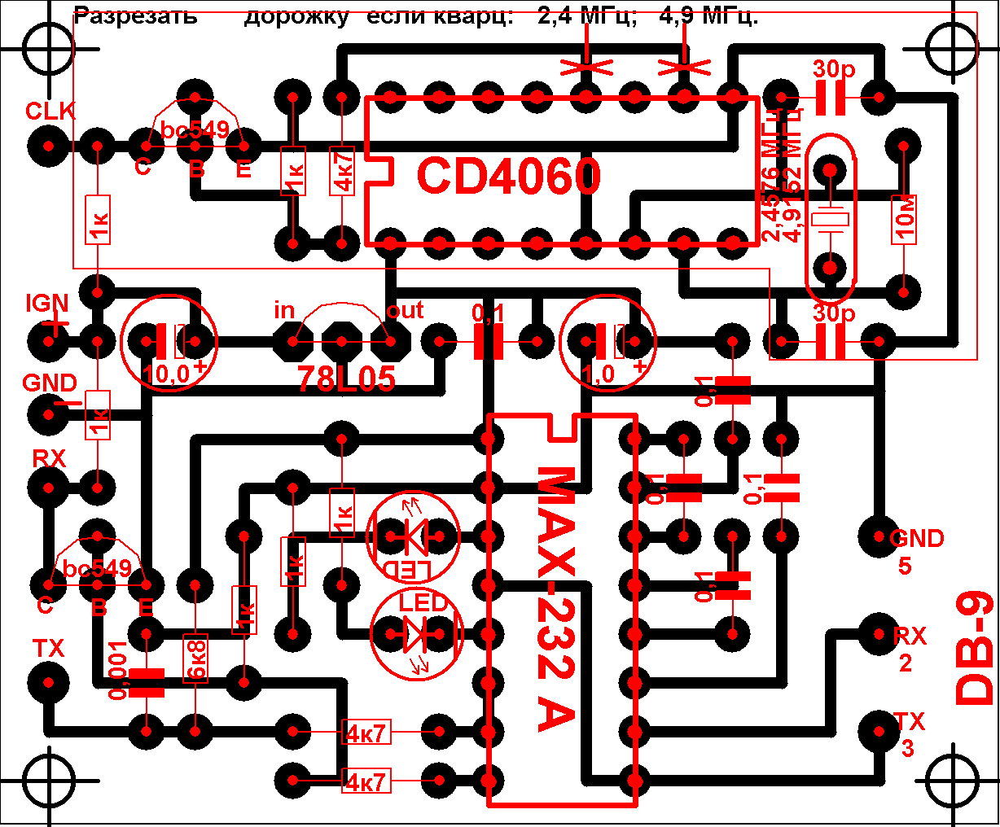 Разрезать дорожку если кварц: 2,4 МГц; 4,9 МГц.
30p
CLK
bc549
C B E
1к
4к7
CD4060
2,4576 МГц
4,9152 МГц
10м
1к
IGN
+
in out
0,1
30p
10,0 +
78L05
1,0 +
0,1
GND
−
1к
RX
MAX-232 A
0,1
0,1
1к
LED
GND
5
bc549
C B E
1к
1к
LED
0,1
DB-9
TX
0,001
6к8
RX
2
4к7
TX
3
4к7